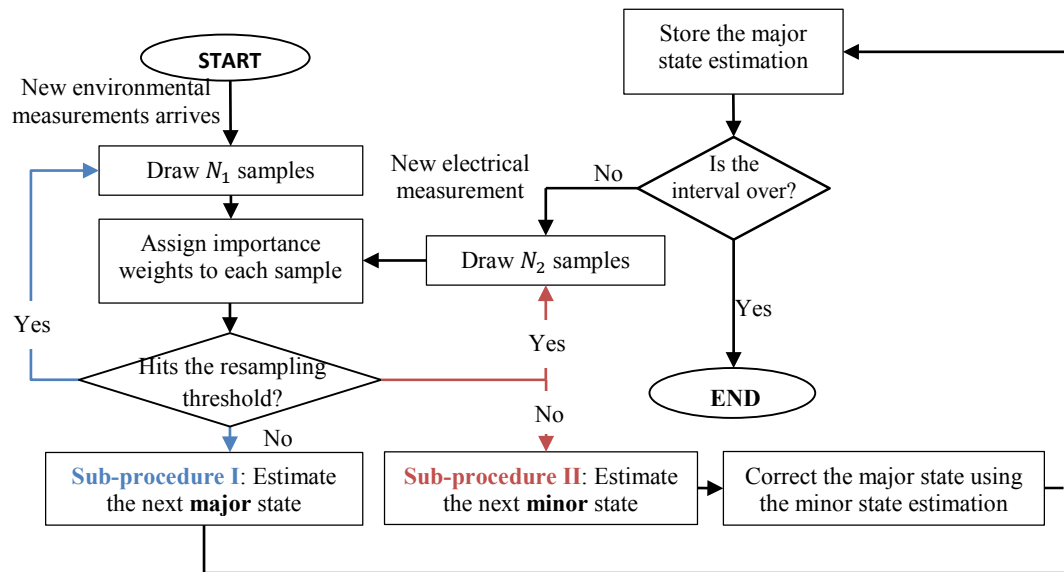 START
New environmental
measurements arrives
Draw N₁ samples
Assign importance
weights to each sample
Yes
Hits the resampling
threshold?
No
Sub-procedure I: Estimate
the next major state
New electrical
measurement
Draw N₂ samples
Yes
No
Sub-procedure II: Estimate
the next minor state
Correct the major state using
the minor state estimation
Store the major
state estimation
Is the
interval over?
No
Yes
END